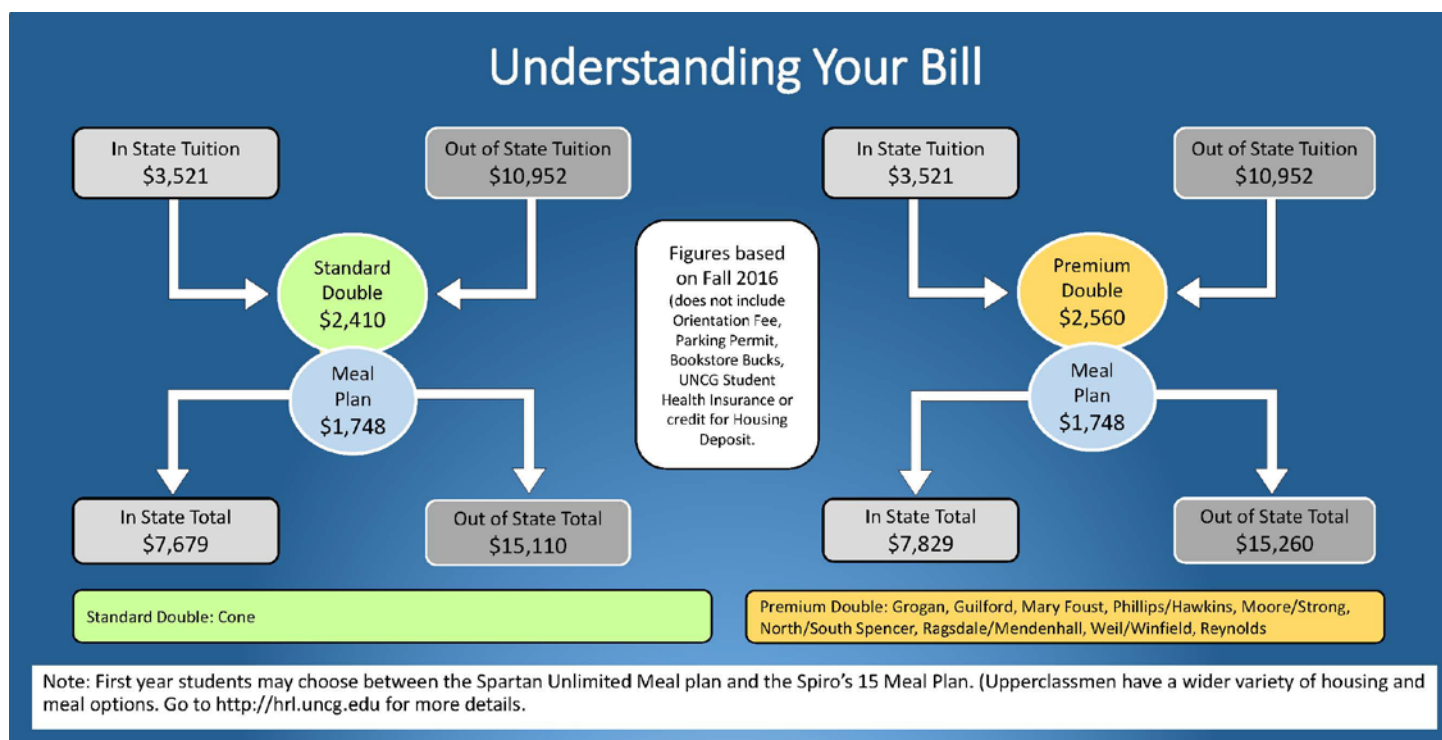 Understanding Your Bill
In State Tuition
$3,521
Out of State Tuition
$10,952
Standard
Double
$2,410
Meal
Plan
$1,748
In State Total
$7,679
Out of State Total
$15,110
Figures based
on Fall 2016
(does not include
Orientation Fee,
Parking Permit,
Bookstore Bucks,
UNCG Student
Health Insurance or
credit for Housing
Deposit.
In State Tuition
$3,521
Out of State Tuition
$10,952
Premium
Double
$2,560
Meal
Plan
$1,748
In State Total
$7,829
Out of State Total
$15,260
Standard Double: Cone
Premium Double: Grogan, Guilford, Mary Foust, Phillips/Hawkins, Moore/Strong,
North/South Spencer, Ragsdale/Mendenhall, Weil/Winfield, Reynolds
Note: First year students may choose between the Spartan Unlimited Meal plan and the Spiro's 15 Meal Plan. (Upperclassmen have a wider variety of housing and
meal options. Go to http://hrl.uncg.edu for more details.